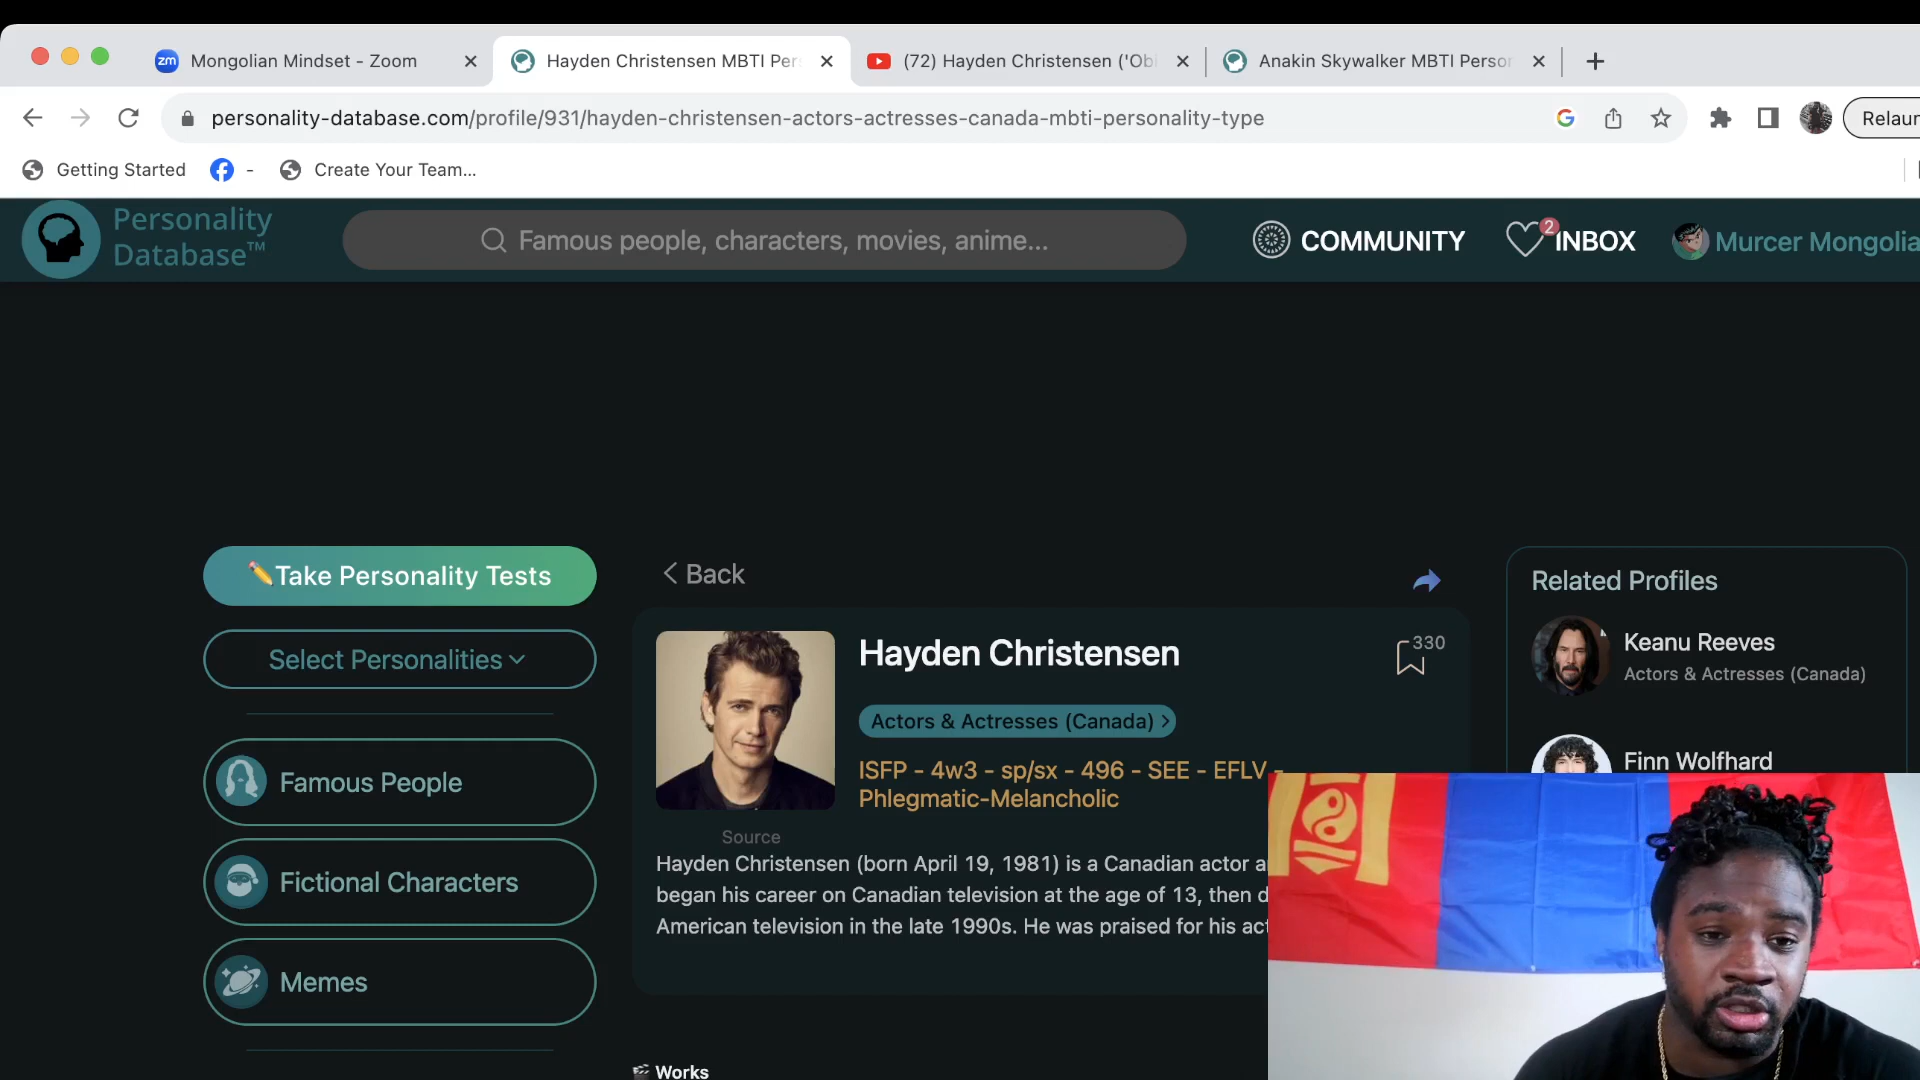 Mongolian Mindset - Zoom
Hayden Christensen MBTI Per
(72) Hayden Christensen ('Obi
Anakin Skywalker MBTI Person
personality-database.com/profile/931/hayden-christensen-actors-actresses-canada-mbti-personality-type
Relaun
Getting Started
-
Create Your Team...
Personality
Database™
Famous people, characters, movies, anime...
COMMUNITY
2
INBOX
Murcer Mongolia
✏️Take Personality Tests
Back
Related Profiles
Select Personalities
Hayden Christensen
330
Keanu Reeves
Actors & Actresses (Canada)
Actors & Actresses (Canada) >
Famous People
ISFP - 4w3 - sp/sx - 496 - SEE - EFLV -
Phlegmatic-Melancholic
Finn Wolfhard
Source
Fictional Characters
Hayden Christensen (born April 19, 1981) is a Canadian actor a
began his career on Canadian television at the age of 13, then d
American television in the late 1990s. He was praised for his act
Memes
Works